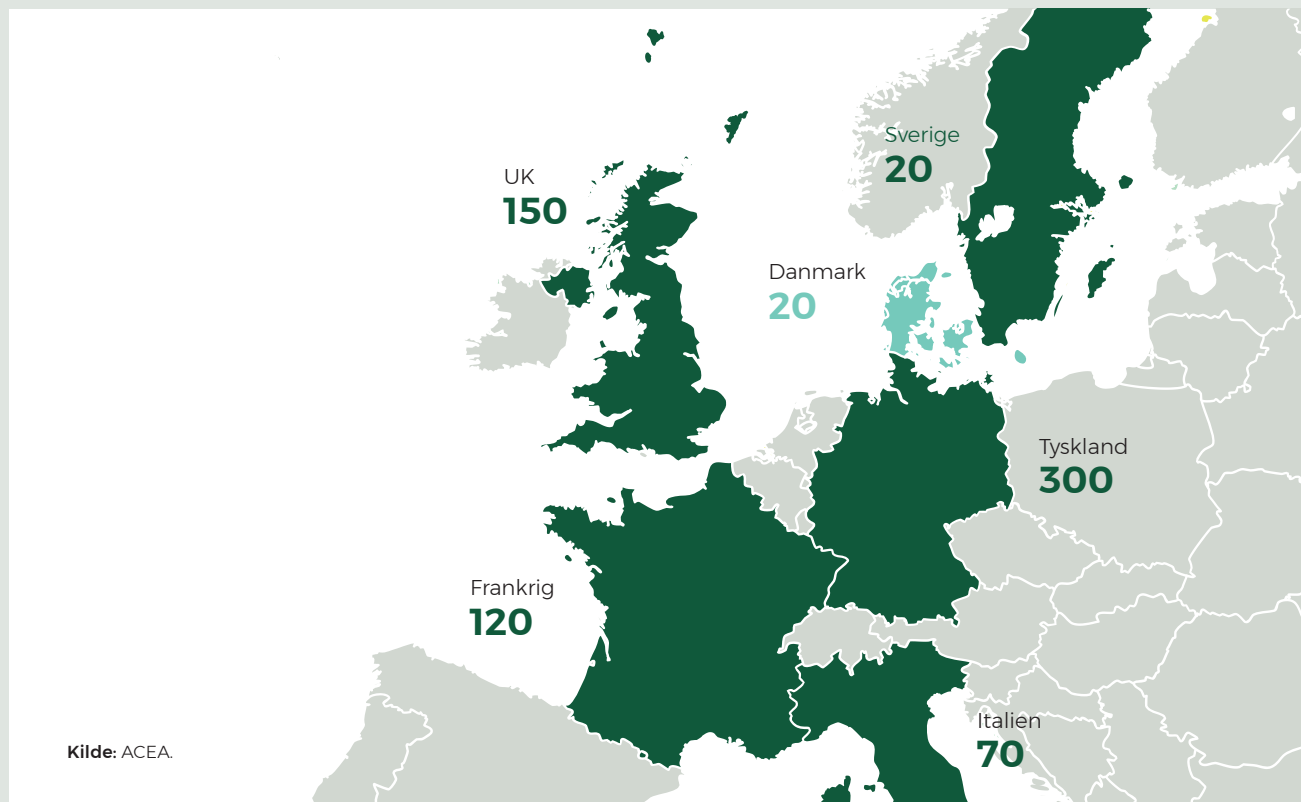 Sverige
20
UK
150
Danmark
20
Tyskland
300
Frankrig
120
Italien
70
Kilde: ACEA.